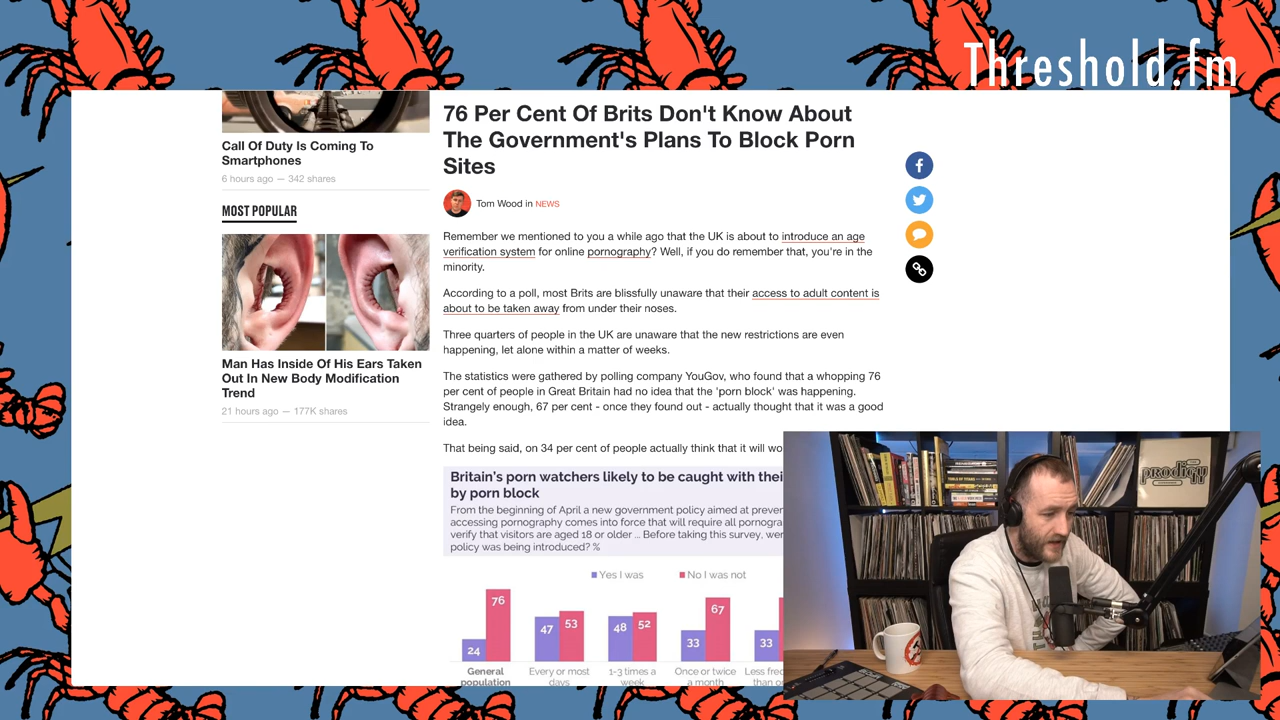 Threshold.fm
Call Of Duty Is Coming To
Smartphones
6 hours ago — 342 shares
MOST POPULAR
Man Has Inside Of His Ears Taken
Out In New Body Modification
Trend
21 hours ago — 177K shares
76 Per Cent Of Brits Don't Know About
The Government's Plans To Block Porn
Sites
Tom Wood in NEWS
Remember we mentioned to you a while ago that the UK is about to introduce an age
verification system for online pornography? Well, if you do remember that, you're in the
minority.
According to a poll, most Brits are blissfully unaware that their access to adult content is
about to be taken away from under their noses.
Three quarters of people in the UK are unaware that the new restrictions are even
happening, let alone within a matter of weeks.
The statistics were gathered by polling company YouGov, who found that a whopping 76
per cent of people in Great Britain had no idea that the 'porn block' was happening.
Strangely enough, 67 per cent - once they found out - actually thought that it was a good
idea.
That being said, on 34 per cent of people actually think that it will wo
Britain's porn watchers likely to be caught with thei
by porn block
From the beginning of April a new government policy aimed at preven
accessing pornography comes into force that will require all pornogra
verify that visitors are aged 18 or older ... Before taking this survey, wer
policy was being introduced? %
Yes I was
No I was not
24 76 47 53 48 52 33 67 33
General
population
Every or most
days
1-3 times a
week
Once or twice
a month
Less fre
than o
prodigy